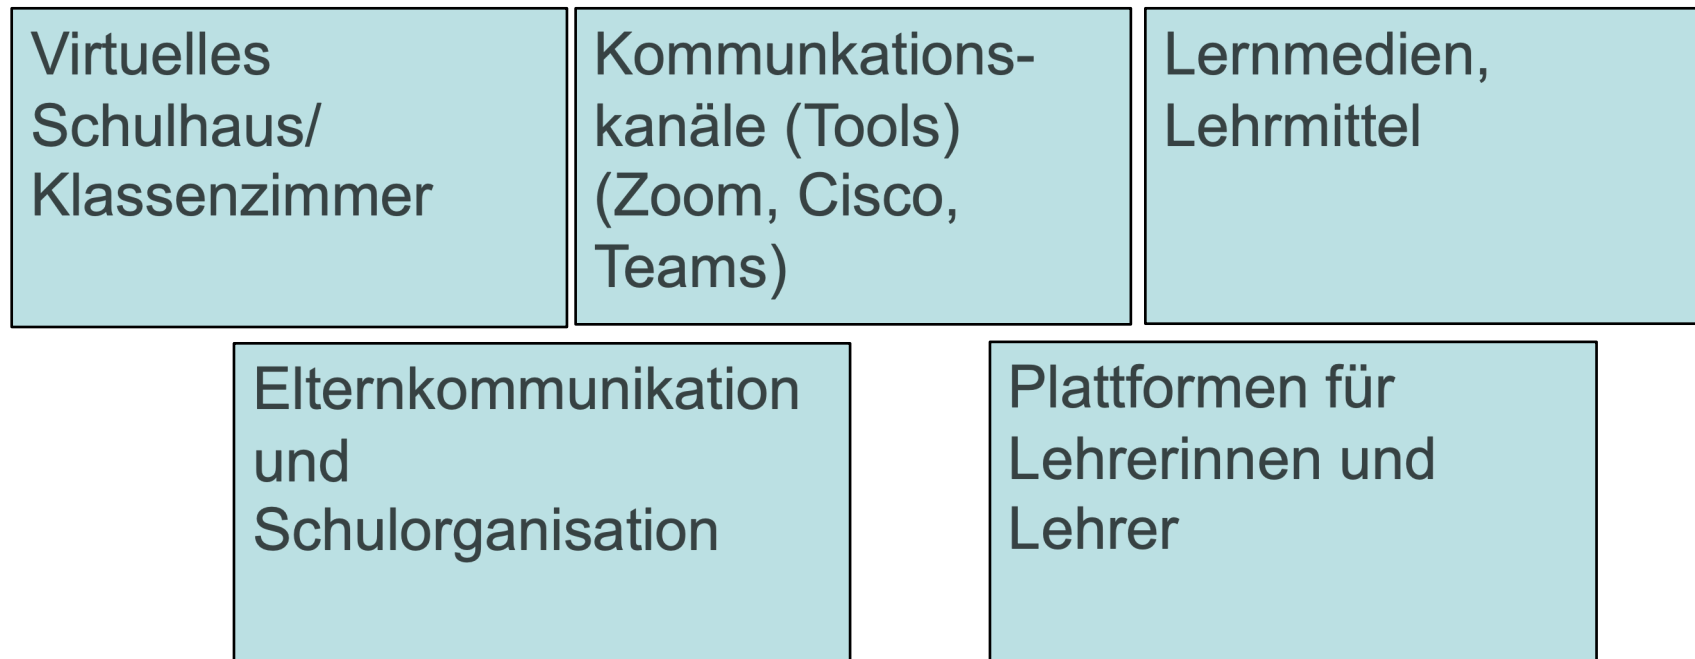 Virtuelles
Schulhaus/
Klassenzimmer
Kommunkations-
kanäle (Tools)
(Zoom, Cisco,
Teams)
Lernmedien,
Lehrmittel
Elternkommunikation
und
Schulorganisation
Plattformen für
Lehrerinnen und
Lehrer